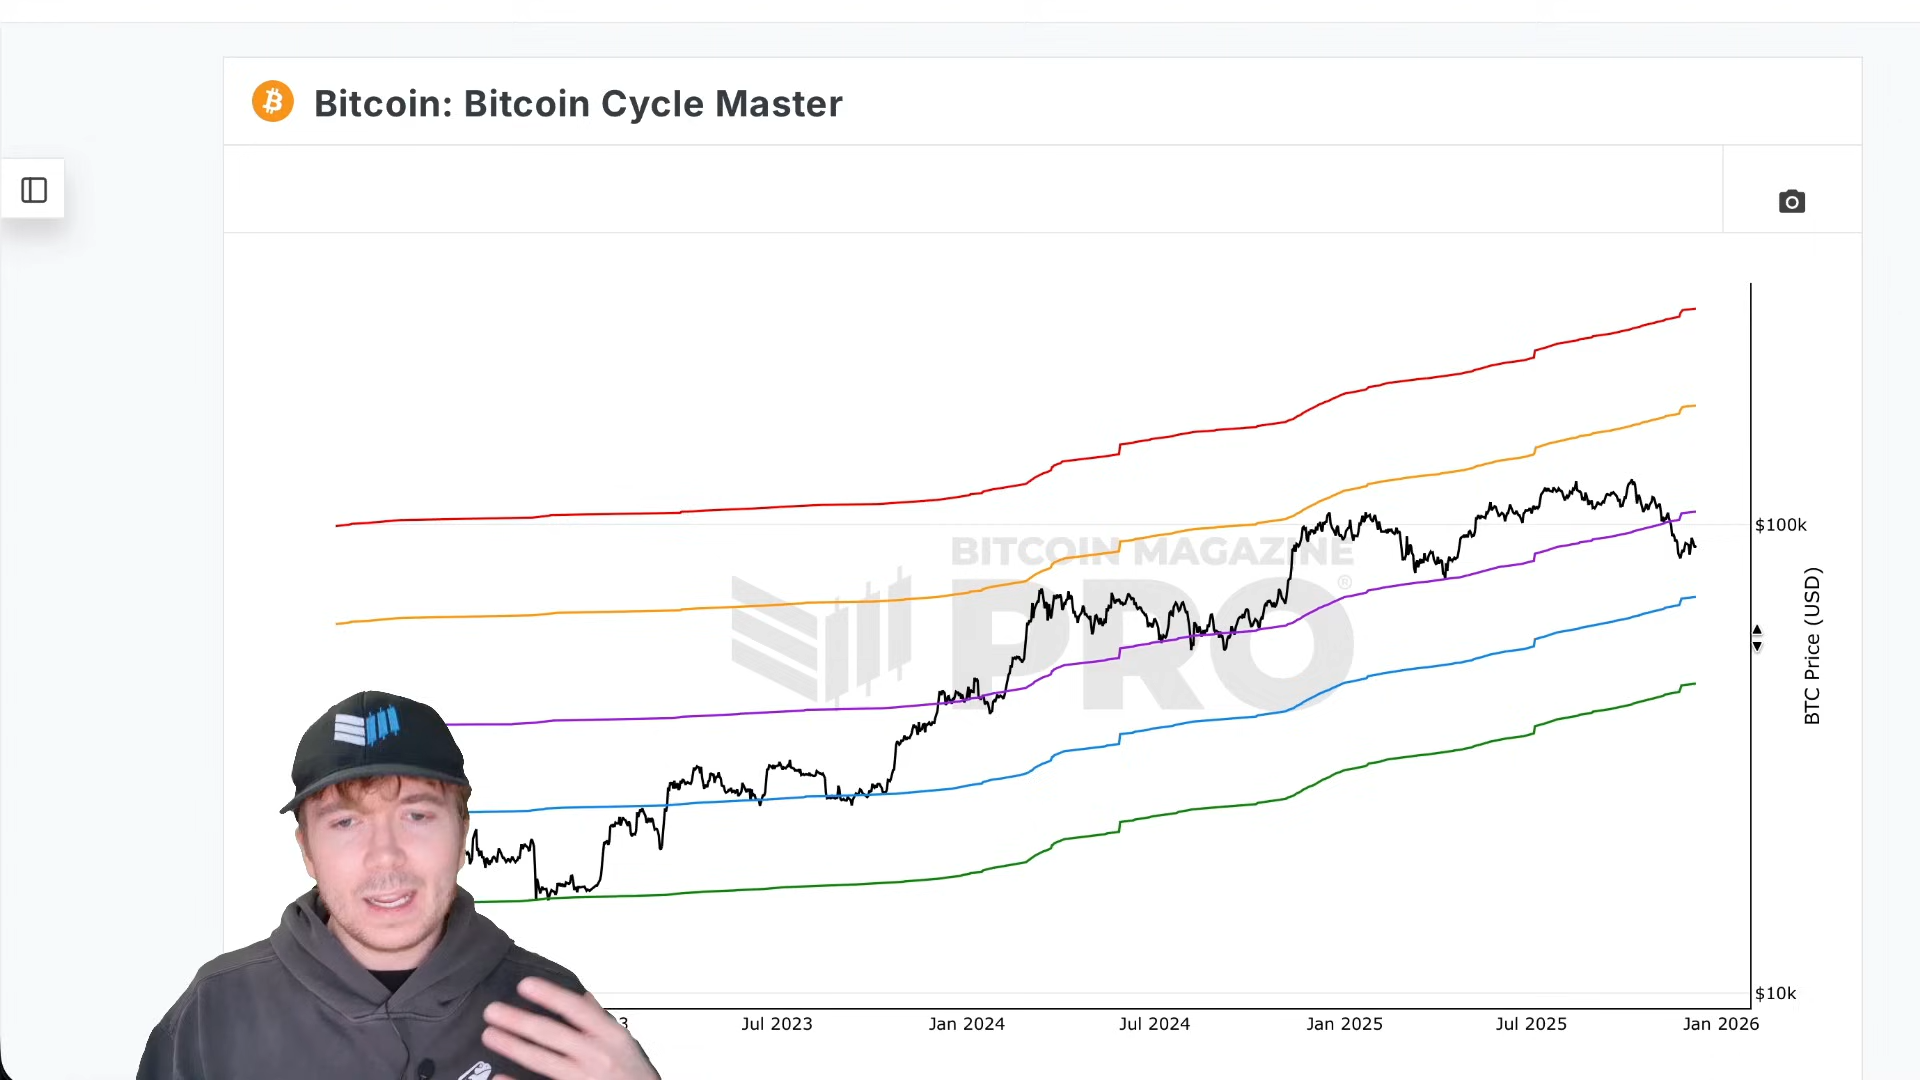 Bitcoin: Bitcoin Cycle Master
BITCOIN MAGAZINE
PRO®
$100k
$10k
BTC Price (USD)
3
Jul 2023
Jan 2024
Jul 2024
Jan 2025
Jul 2025
Jan 2026